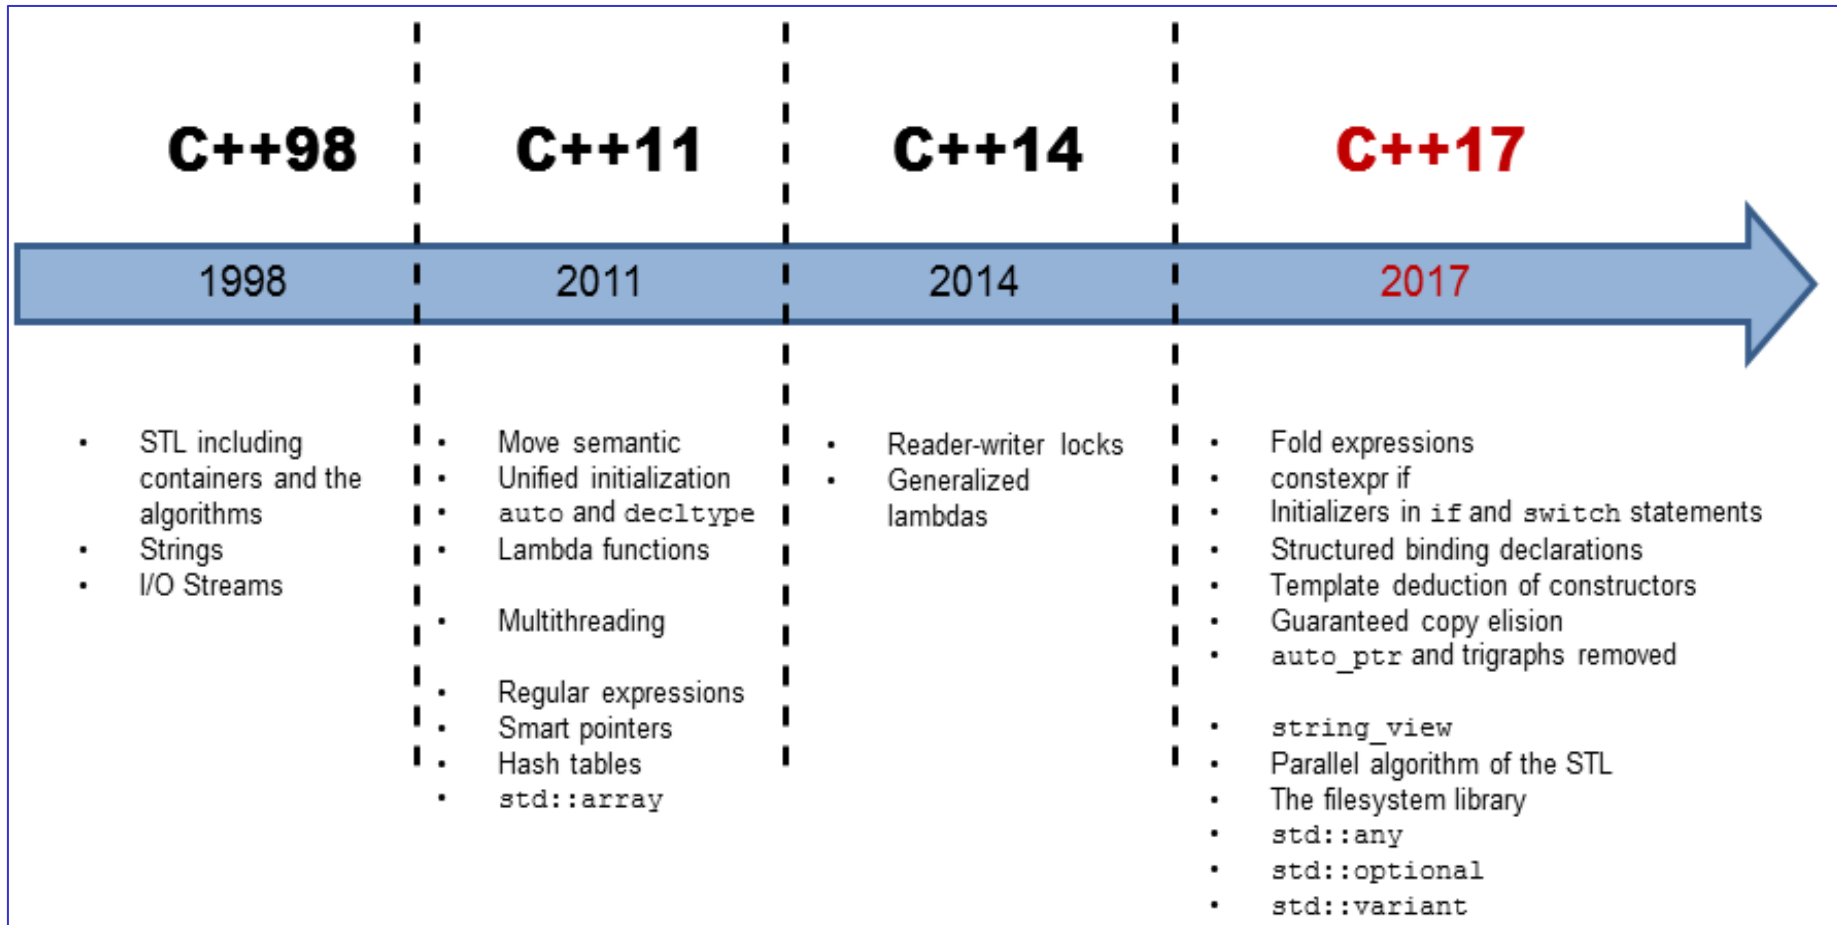 C++98
C++11
C++14
C++17
1998
2011
2014
2017
• STL including
containers and the
algorithms
• Strings
• I/O Streams
• Move semantic
• Unified initialization
• auto and decltype
• Lambda functions
• Multithreading
• Regular expressions
• Smart pointers
• Hash tables
• std::array
• Reader-writer locks
• Generalized
lambdas
• Fold expressions
• constexpr if
• Initializers in if and switch statements
• Structured binding declarations
• Template deduction of constructors
• Guaranteed copy elision
• auto_ptr and trigraphs removed
• string_view
• Parallel algorithm of the STL
• The filesystem library
• std::any
• std::optional
• std::variant